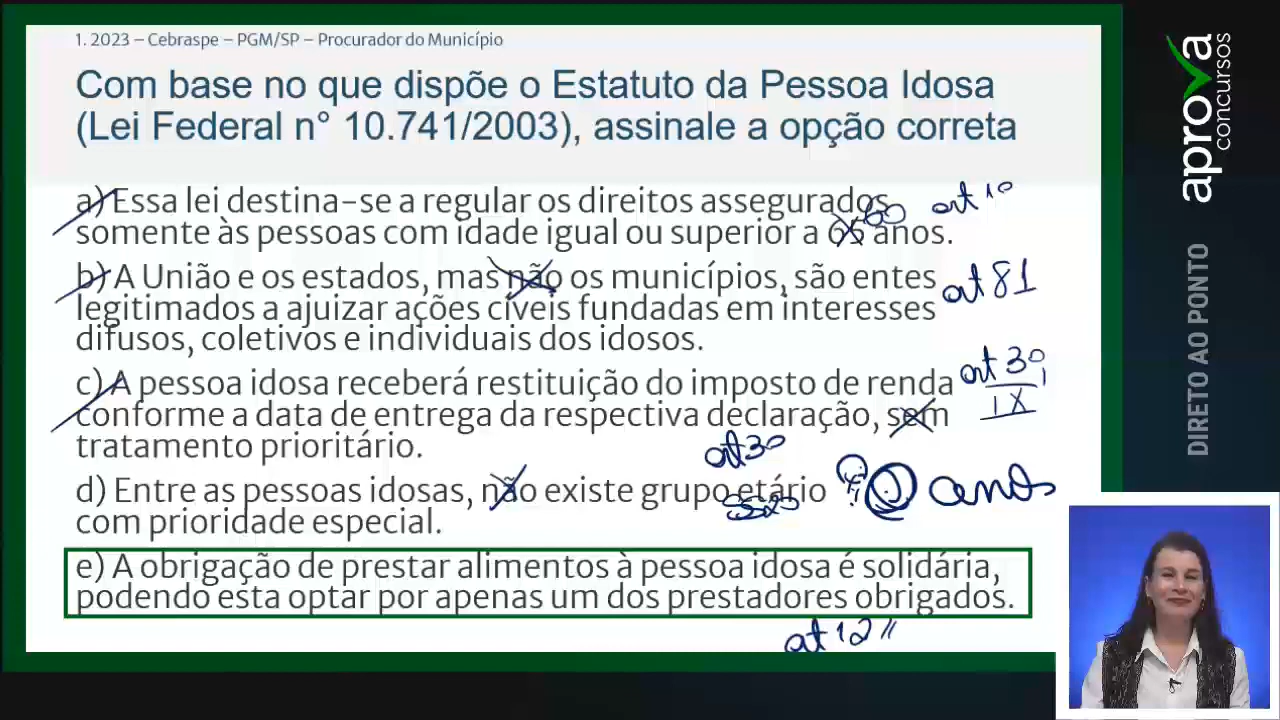 1. 2023 – Cebraspe – PGM/SP – Procurador do Município
Com base no que dispõe o Estatuto da Pessoa Idosa
(Lei Federal n° 10.741/2003), assinale a opção correta
a) Essa lei destina-se a regular os direitos assegurados
somente às pessoas com idade igual ou superior a 65 anos.
60
art 1º
b) A União e os estados, mas não os municípios, são entes
legitimados a ajuizar ações cíveis fundadas em interesses
difusos, coletivos e individuais dos idosos.
art 81
c) A pessoa idosa receberá restituição do imposto de renda
conforme a data de entrega da respectiva declaração, sem
tratamento prioritário.
art 3º,
IX
art 3º
d) Entre as pessoas idosas, não existe grupo etário
com prioridade especial.
§2º
anos
e) A obrigação de prestar alimentos à pessoa idosa é solidária,
podendo esta optar por apenas um dos prestadores obrigados.
art 12
aprova
concursos
DIRETO AO PONTO